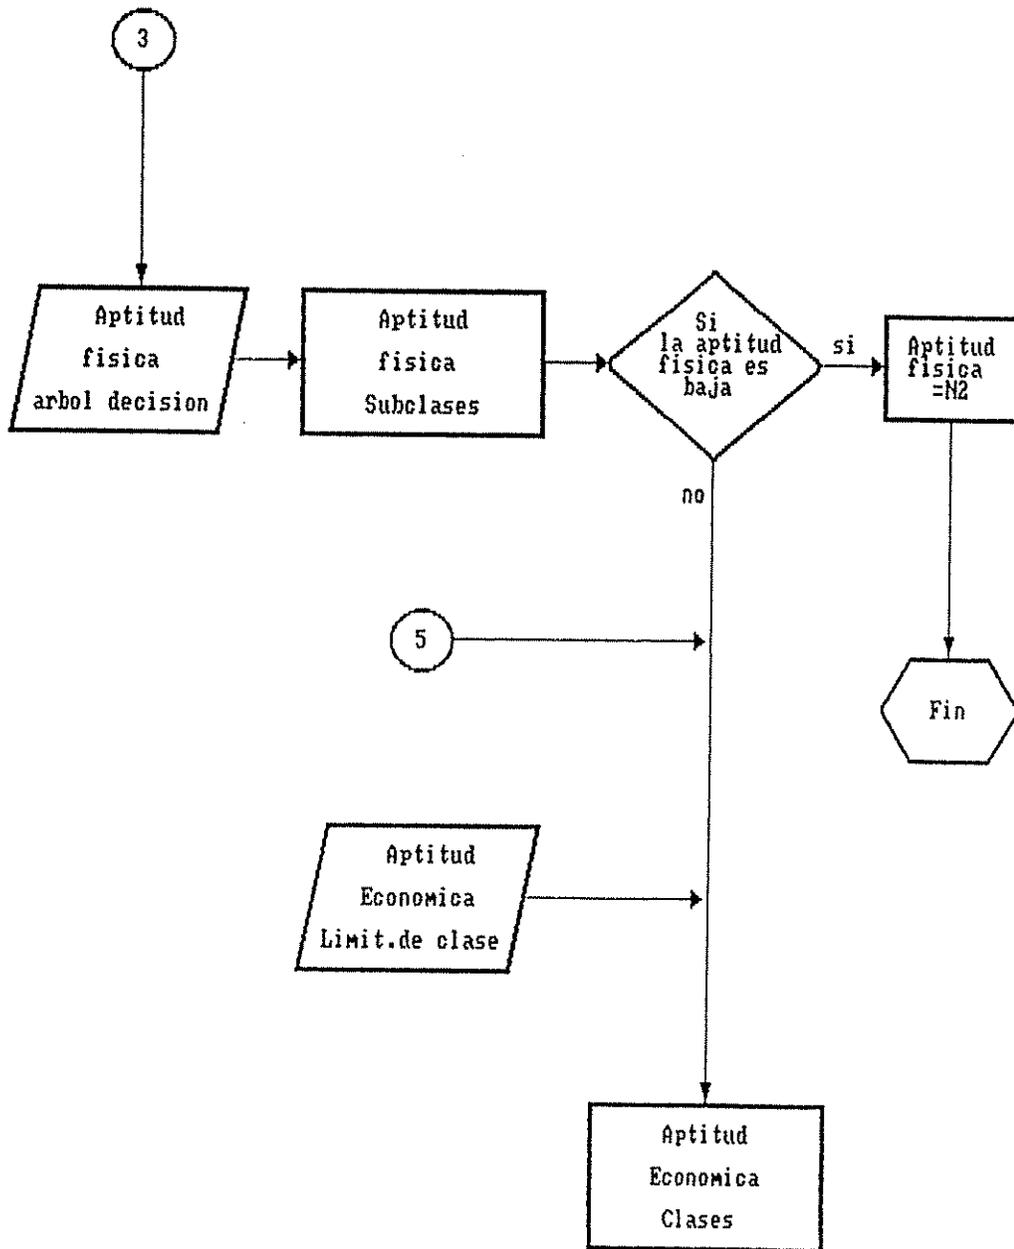 3
Aptitud
fisica
arbol decision
Aptitud
fisica
Subclases
Si
la aptitud
fisica es
baja
si
Aptitud
fisica
=N2
no
5
Fin
Aptitud
Economica
Limit.de clase
Aptitud
Economica
Clases